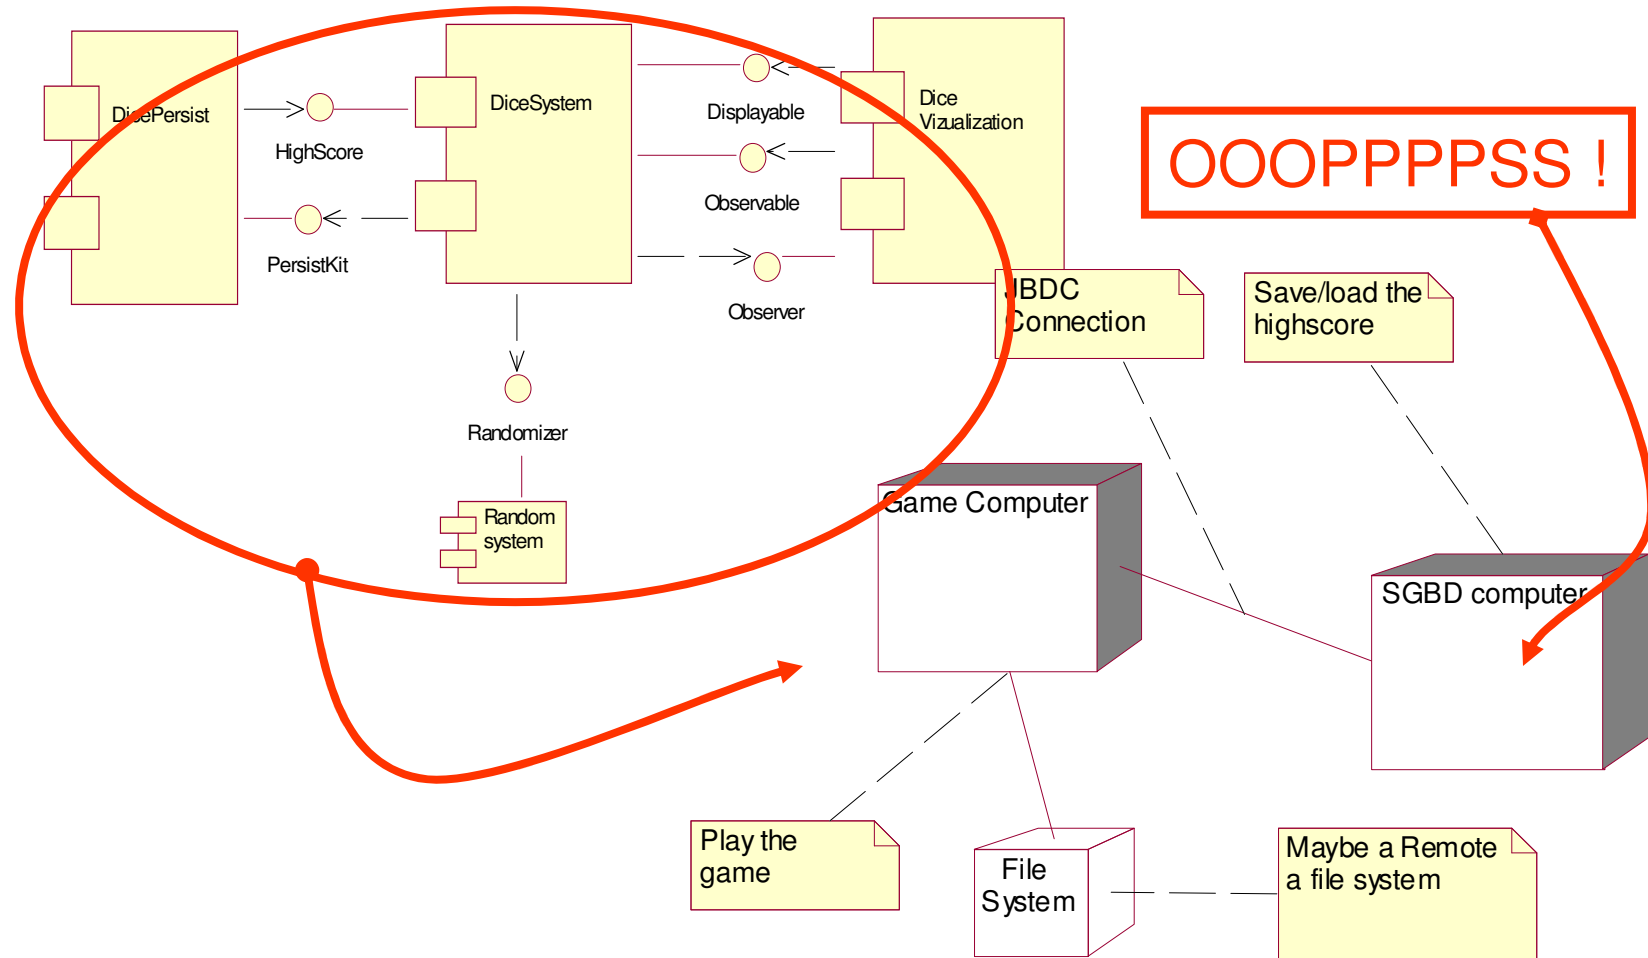 DicePersist
HighScore
PersistKit
DiceSystem
Displayable
Observable
Observer
Dice
Vizualization
Randomizer
Random
system
OOOPPPPSS !
JBDC
Connection
Save/load the
highscore
Game Computer
SGBD computer
Play the
game
File
System
Maybe a Remote
a file system